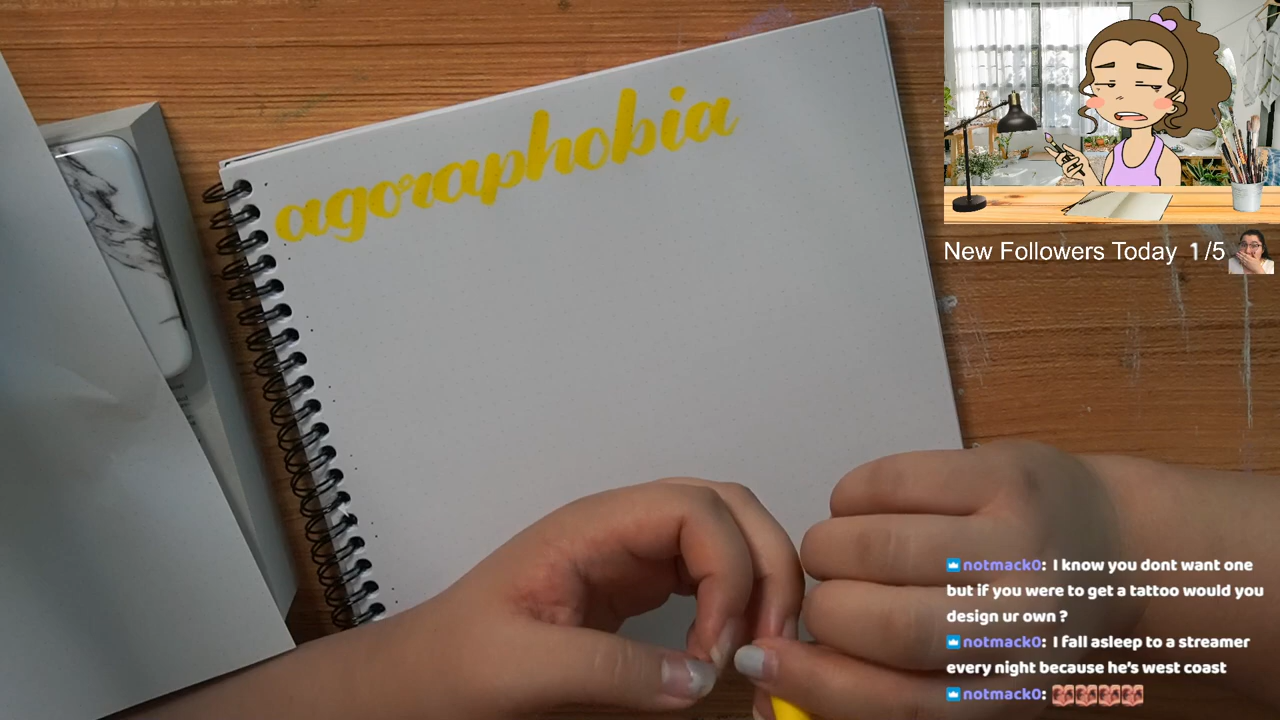 agoraphobia
New Followers Today 1/5
notmack0: I know you dont want one
but if you were to get a tattoo would you
design ur own ?
notmack0: I fall asleep to a streamer
every night because he's west coast
notmack0: